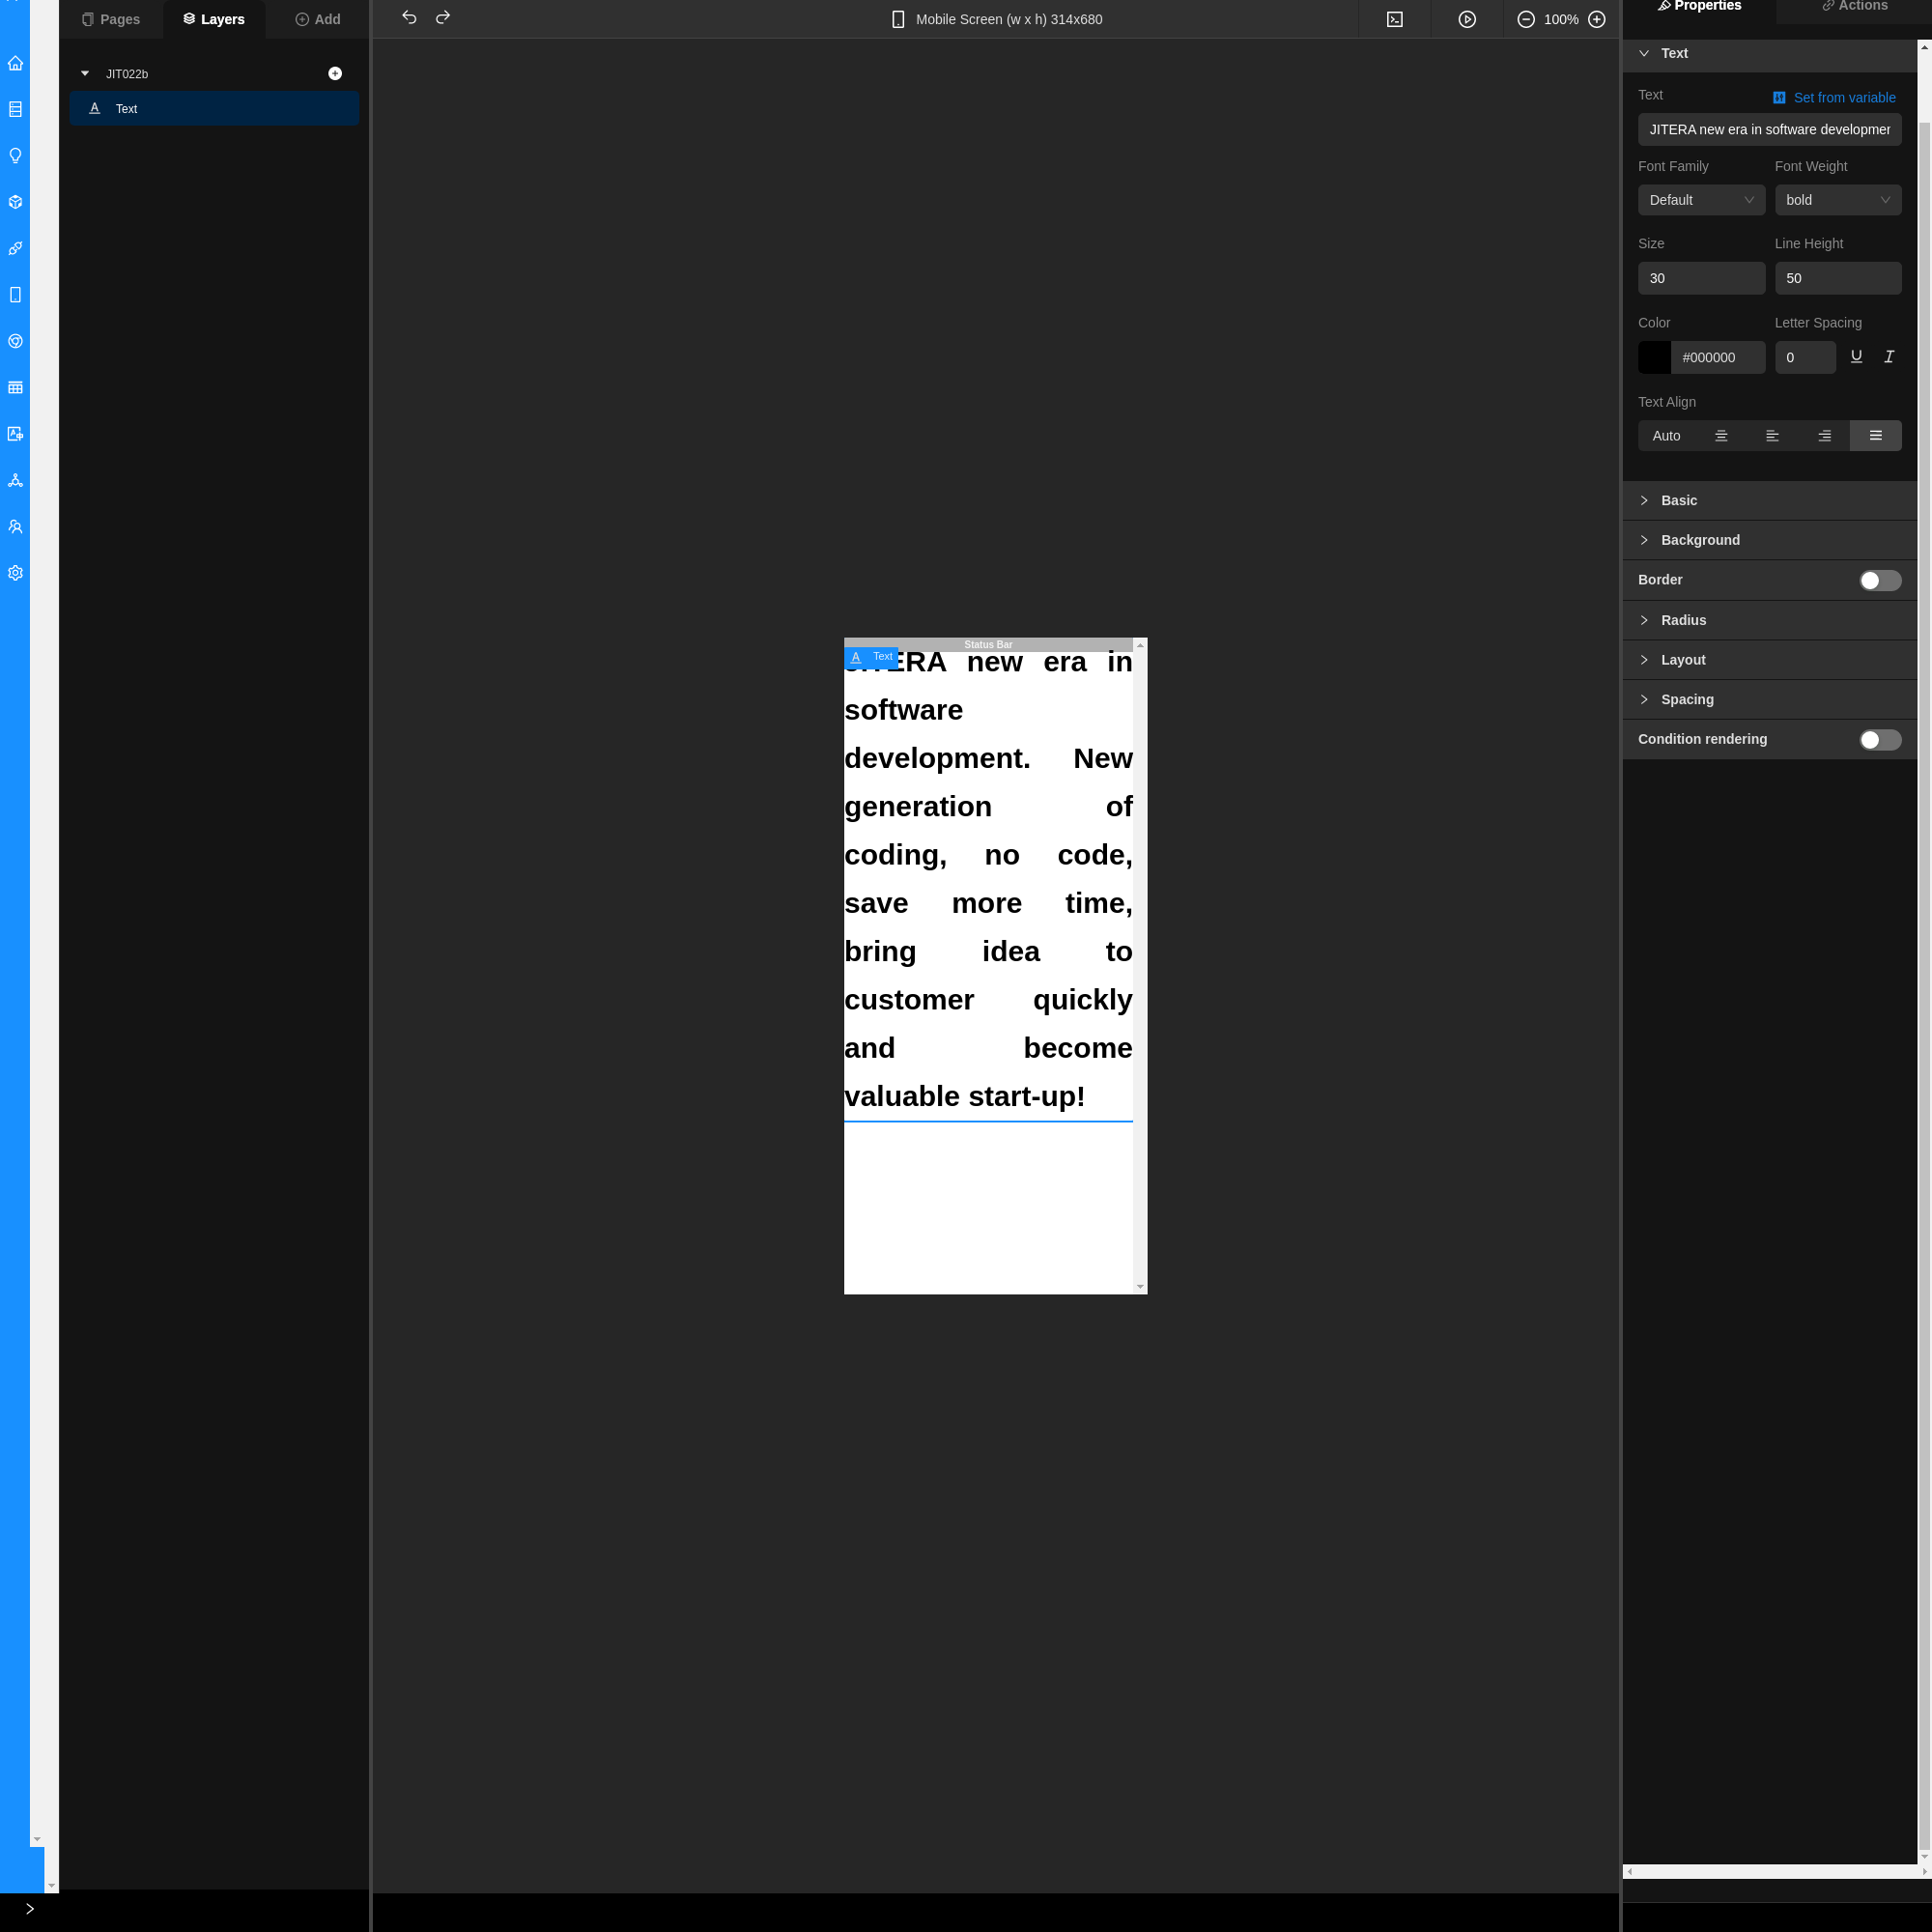 Pages
Layers
Add
Mobile Screen (w x h) 314x680
100%
Properties
Actions
JIT022b
Text
Text
Text
Set from variable
JITERA new era in software developmer
Font Family
Font Weight
Default
bold
Size
Line Height
30
50
Color
Letter Spacing
#000000
0
Text Align
Auto
Basic
Background
Border
Radius
Layout
Spacing
Condition rendering
Status Bar
Text
JITERA new era in
software
development. New
generation of
coding, no code,
save more time,
bring idea to
customer quickly
and become
valuable start-up!